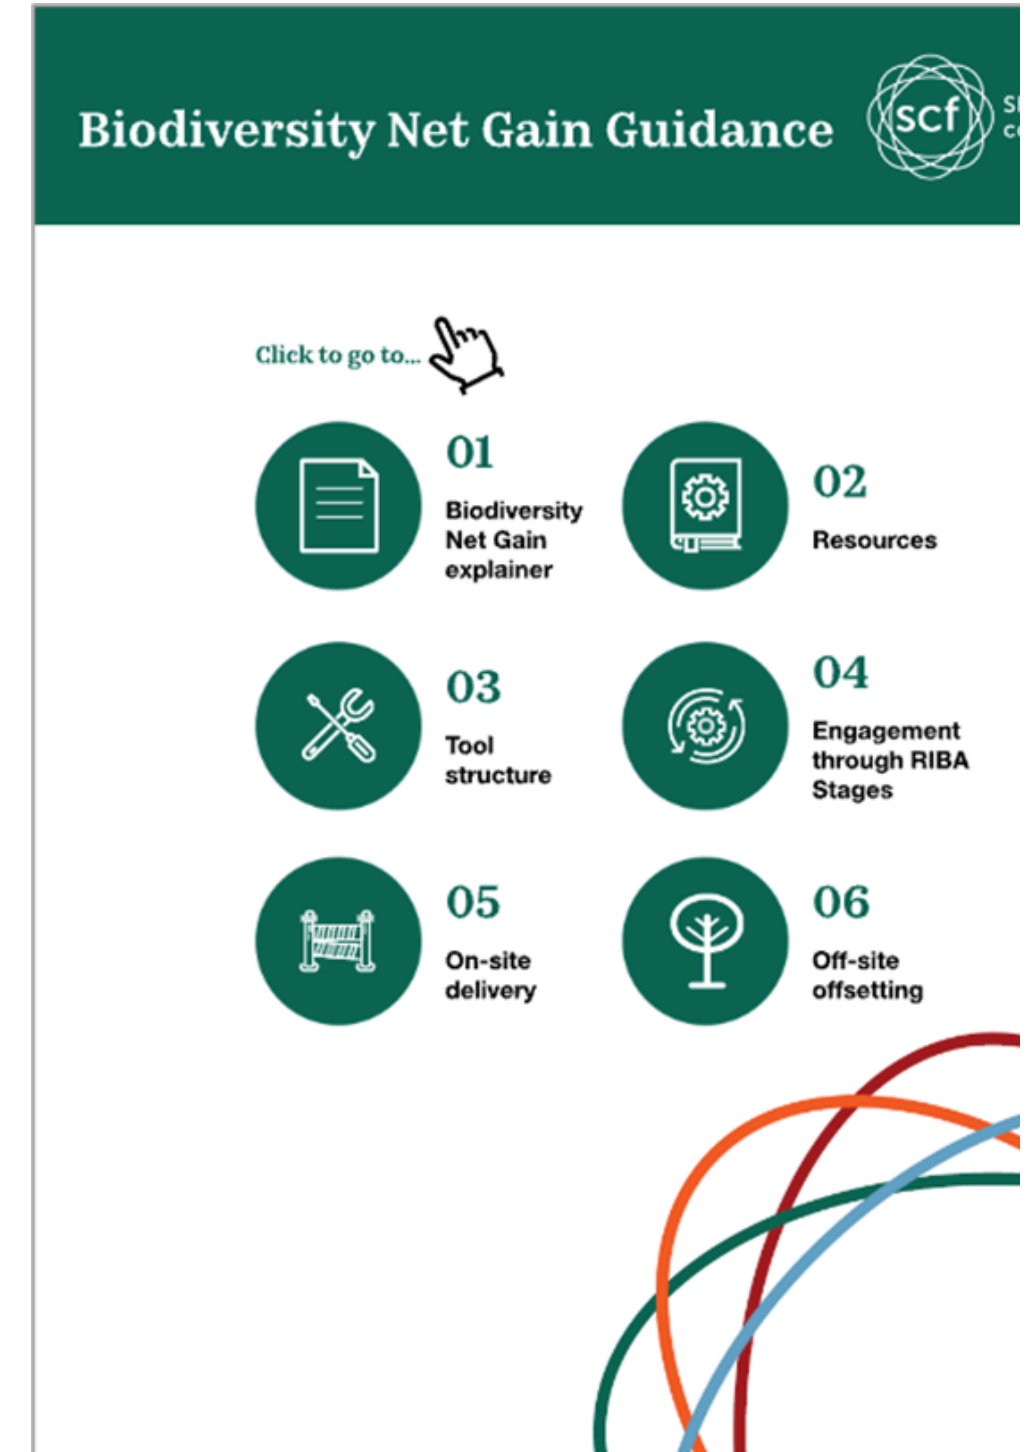 Biodiversity Net Gain Guidance
scf
Click to go to...
01
Biodiversity
Net Gain
explainer
02
Resources
03
Tool
structure
04
Engagement
through RIBA
Stages
05
On-site
delivery
06
Off-site
offsetting